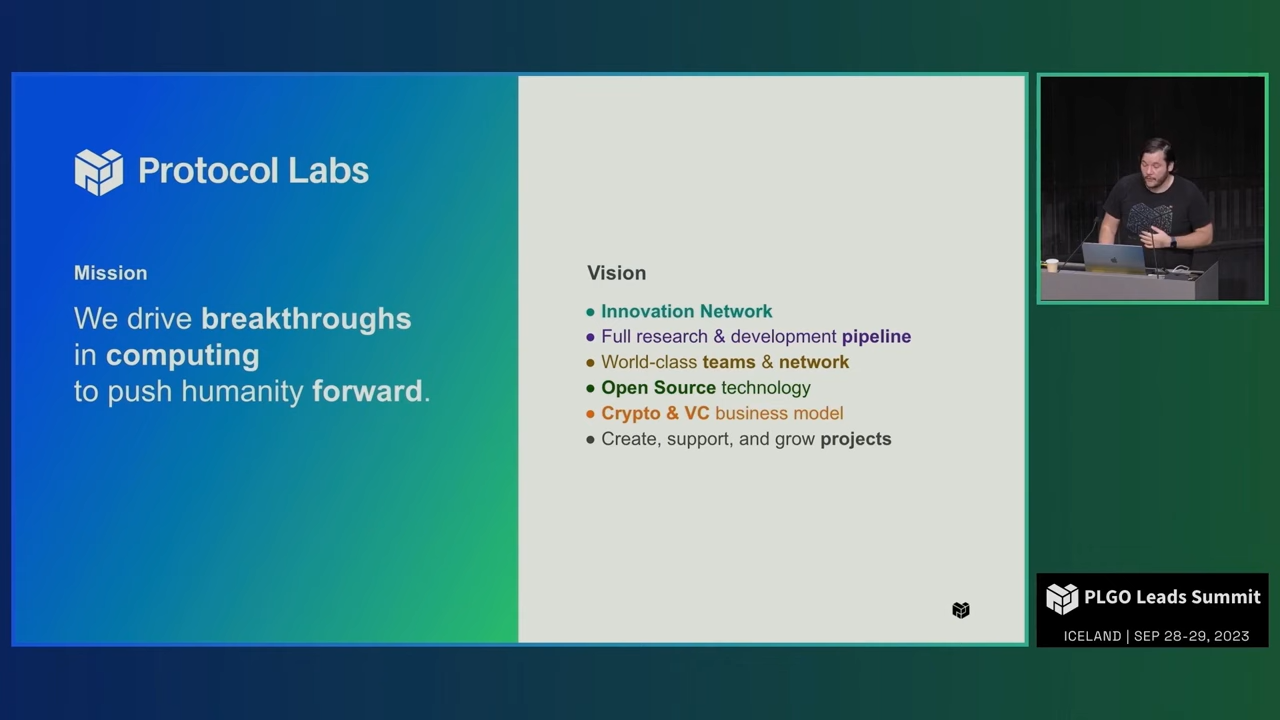 Protocol Labs
Mission
We drive breakthroughs
in computing
to push humanity forward.
Vision
● Innovation Network
● Full research & development pipeline
● World-class teams & network
● Open Source technology
● Crypto & VC business model
● Create, support, and grow projects
PLGO Leads Summit
ICELAND | SEP 28-29, 2023